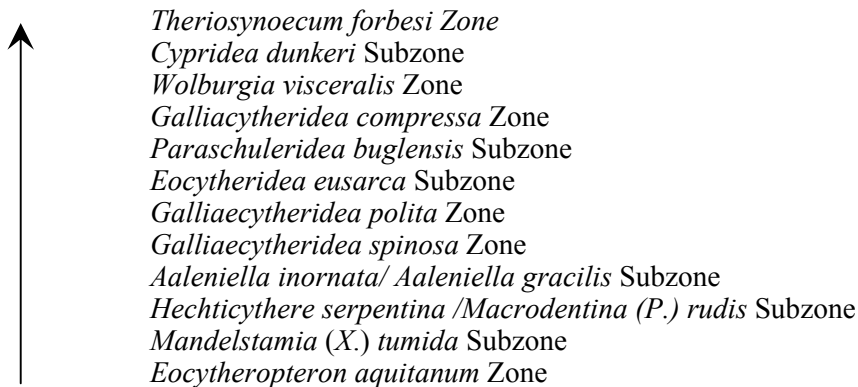 Theriosynoecum forbesi Zone
Cypridea dunkeri Subzone
Wolburgia visceralis Zone
Galliacytheridea compressa Zone
Paraschuleridea buglensis Subzone
Eocytheridea eusarca Subzone
Galliaecytheridea polita Zone
Galliaecytheridea spinosa Zone
Aaleniella inornata/ Aaleniella gracilis Subzone
Hechticythere serpentina /Macrodentina (P.) rudis Subzone
Mandelstamia (X.) tumida Subzone
Eocytheropteron aquitanum Zone